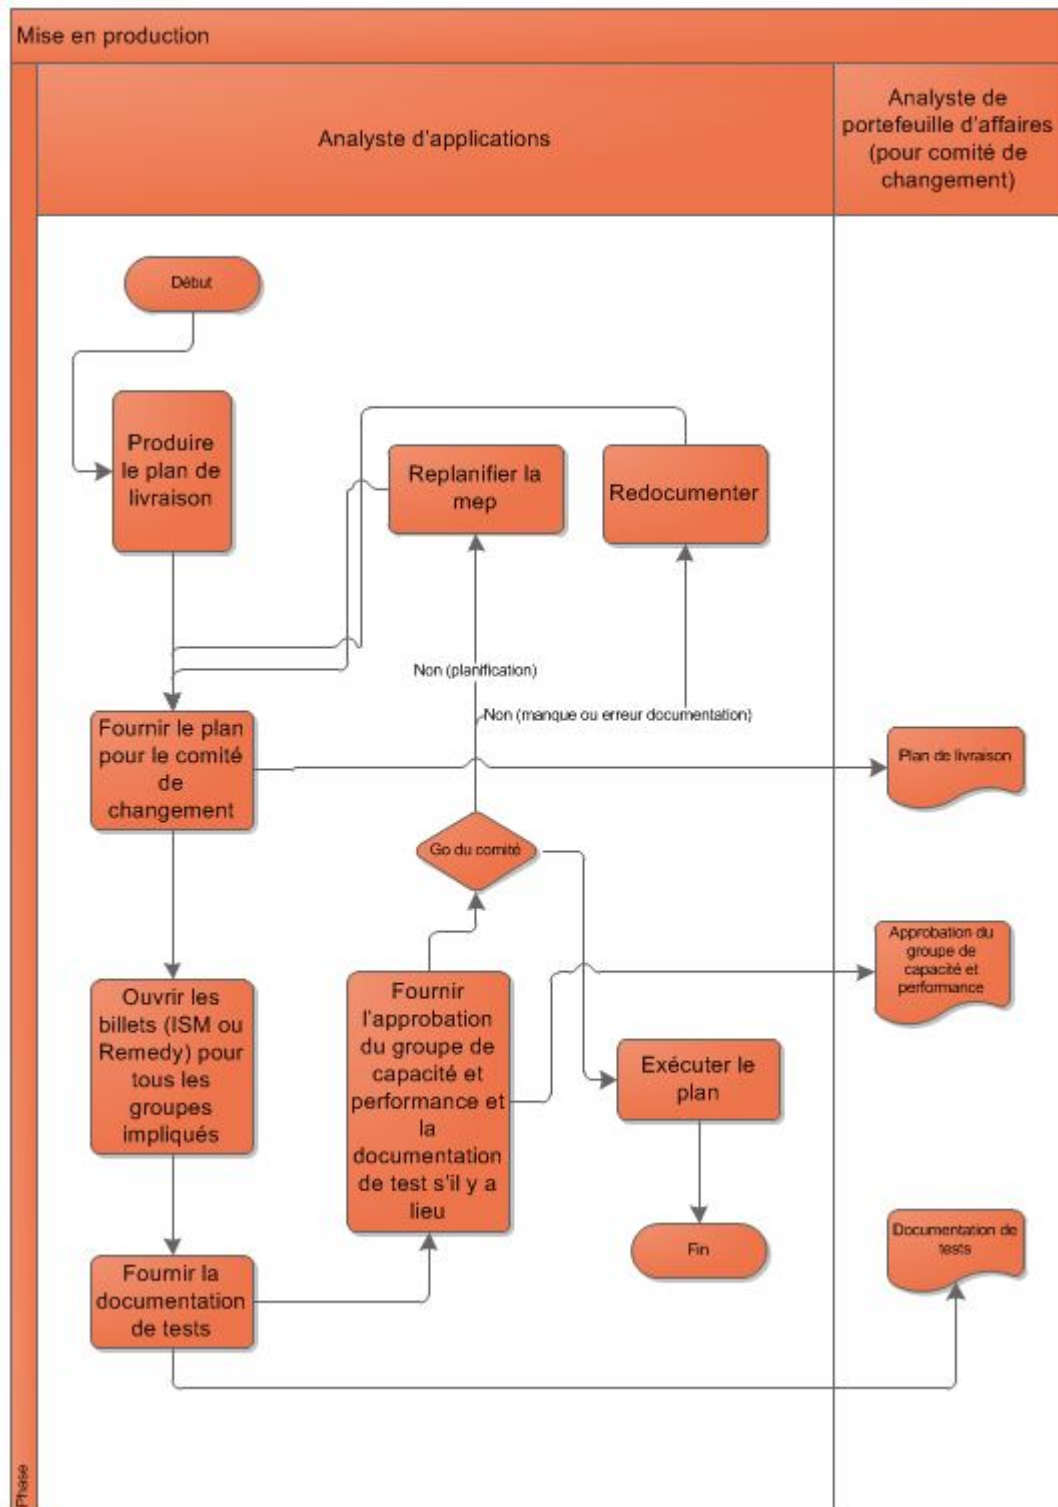 Mise en production
Analyste d'applications
Analyste de
portefeuille d'affaires
(pour comité de
changement)
Début
Produire
le plan de
livraison
Replanifier la
mep
Redocumenter
Non (planification)
Non (manque ou erreur documentation)
Fournir le plan
pour le comité
de
changement
Plan de livraison
Go du comité
Approbation du
groupe de
capacité et
performance
Ouvrir les
billets (ISM ou
Remedy) pour
tous les
groupes
impliqués
Fournir
l'approbation
du groupe de
capacité et
performance et
la
documentation
de test s'il y a
lieu
Exécuter le
plan
Fin
Documentation de
tests
Fournir la
documentation
de tests
Phase